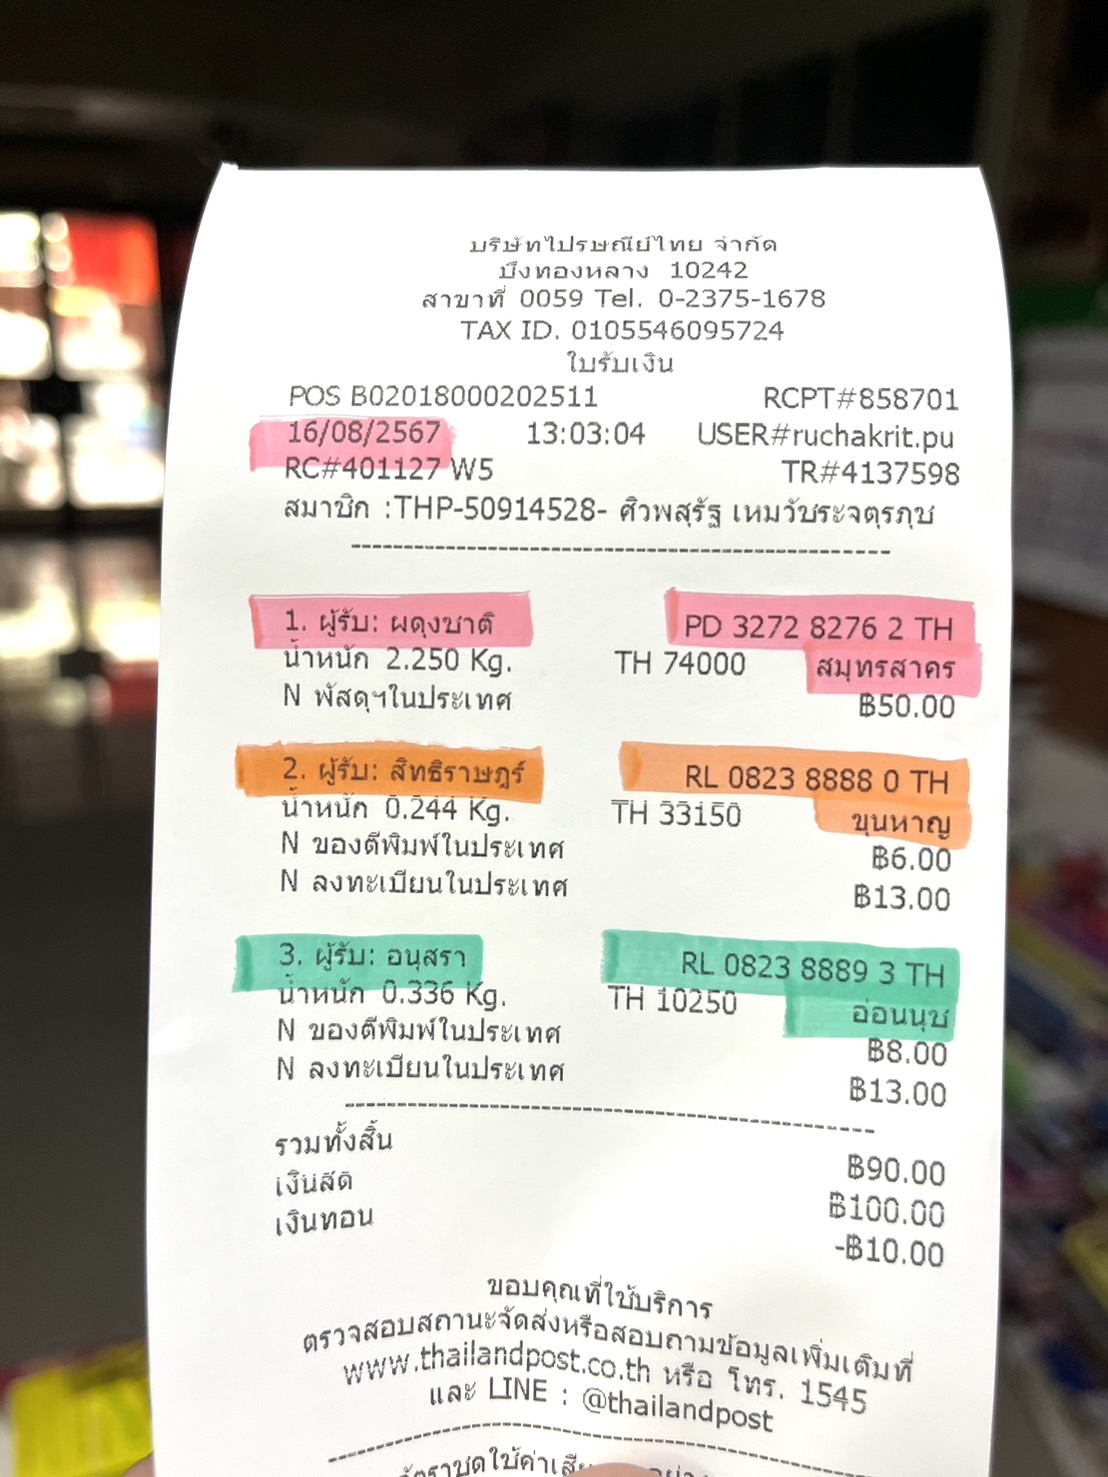 บริษัทไปรษณีย์ไทย จำกัด
บึงทองหลาง 10242
สาขาที่ 0059 Tel. 0-2375-1678
TAX ID. 0105546095724
ใบรับเงิน
POS B02018000202511 RCPT#858701
16/08/2567 13:03:04 USER#ruchakrit.pu
RC#401127 W5 TR#4137598
สมาชิก :THP-50914528- ศิวพสุรัฐ เหมวัชระจตุรภุช
1. ผู้รับ: ผดุงชาติ PD 3272 8276 2 TH
น้ำหนัก 2.250 Kg. TH 74000 สมุทรสาคร
N พัสดุฯในประเทศ ฿50.00
2. ผู้รับ: สิทธิราษฎร์ RL 0823 8888 0 TH
น้ำหนัก 0.244 Kg. TH 33150 ขุนหาญ
N ของตีพิมพ์ในประเทศ ฿6.00
N ลงทะเบียนในประเทศ ฿13.00
3. ผู้รับ: อนุสรา RL 0823 8889 3 TH
น้ำหนัก 0.336 Kg. TH 10250 อ่อนนุช
N ของตีพิมพ์ในประเทศ ฿8.00
N ลงทะเบียนในประเทศ ฿13.00
รวมทั้งสิ้น ฿90.00
เงินสด ฿100.00
เงินทอน -฿10.00
ขอบคุณที่ใช้บริการ
ตรวจสอบสถานะจัดส่งหรือสอบถามข้อมูลเพิ่มเติมที่
www.thailandpost.co.th หรือ โทร. 1545
และ LINE : @thailandpost